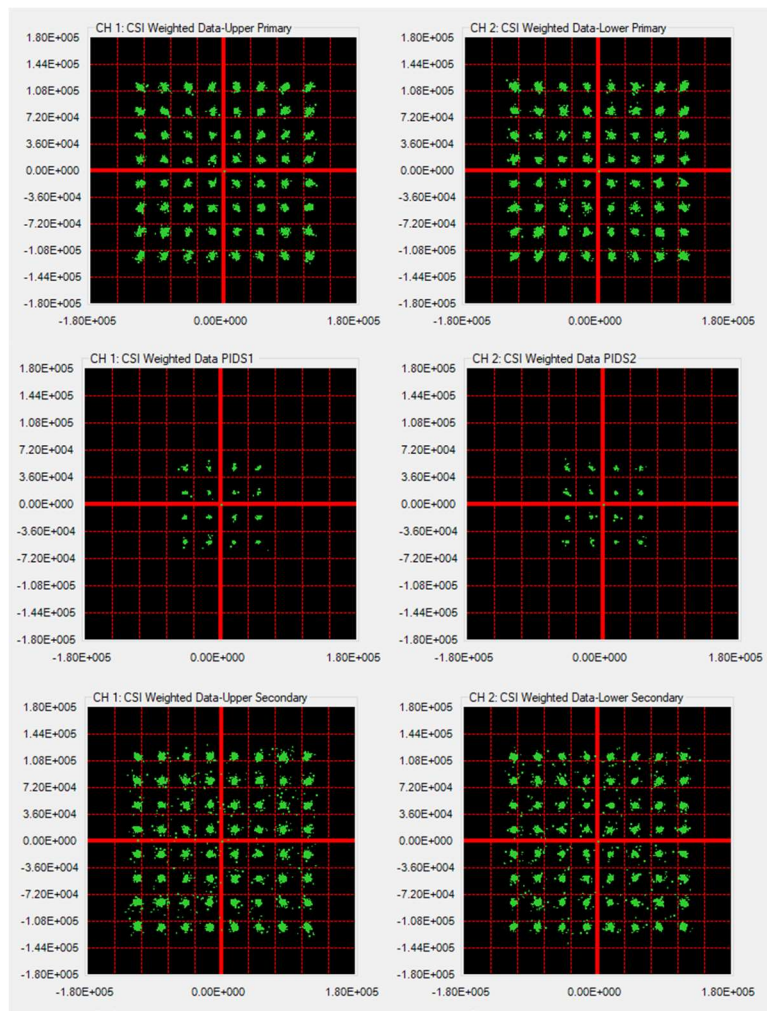 CH 1: CSI Weighted Data-Upper Primary
1.80E+005
1.44E+005
1.08E+005
7.20E+004
3.60E+004
0.00E+000
-3.60E+004
-7.20E+004
-1.08E+005
-1.44E+005
-1.80E+005
-1.80E+005 0.00E+000 1.80E+005
CH 2: CSI Weighted Data-Lower Primary
1.80E+005
1.44E+005
1.08E+005
7.20E+004
3.60E+004
0.00E+000
-3.60E+004
-7.20E+004
-1.08E+005
-1.44E+005
-1.80E+005
-1.80E+005 0.00E+000 1.80E+005
CH 1: CSI Weighted Data PIDS1
1.80E+005
1.44E+005
1.08E+005
7.20E+004
3.60E+004
0.00E+000
-3.60E+004
-7.20E+004
-1.08E+005
-1.44E+005
-1.80E+005
-1.80E+005 0.00E+000 1.80E+005
CH 2: CSI Weighted Data PIDS2
1.80E+005
1.44E+005
1.08E+005
7.20E+004
3.60E+004
0.00E+000
-3.60E+004
-7.20E+004
-1.08E+005
-1.44E+005
-1.80E+005
-1.80E+005 0.00E+000 1.80E+005
CH 1: CSI Weighted Data-Upper Secondary
1.80E+005
1.44E+005
1.08E+005
7.20E+004
3.60E+004
0.00E+000
-3.60E+004
-7.20E+004
-1.08E+005
-1.44E+005
-1.80E+005
-1.80E+005 0.00E+000 1.80E+005
CH 2: CSI Weighted Data-Lower Secondary
1.80E+005
1.44E+005
1.08E+005
7.20E+004
3.60E+004
0.00E+000
-3.60E+004
-7.20E+004
-1.08E+005
-1.44E+005
-1.80E+005
-1.80E+005 0.00E+000 1.80E+005